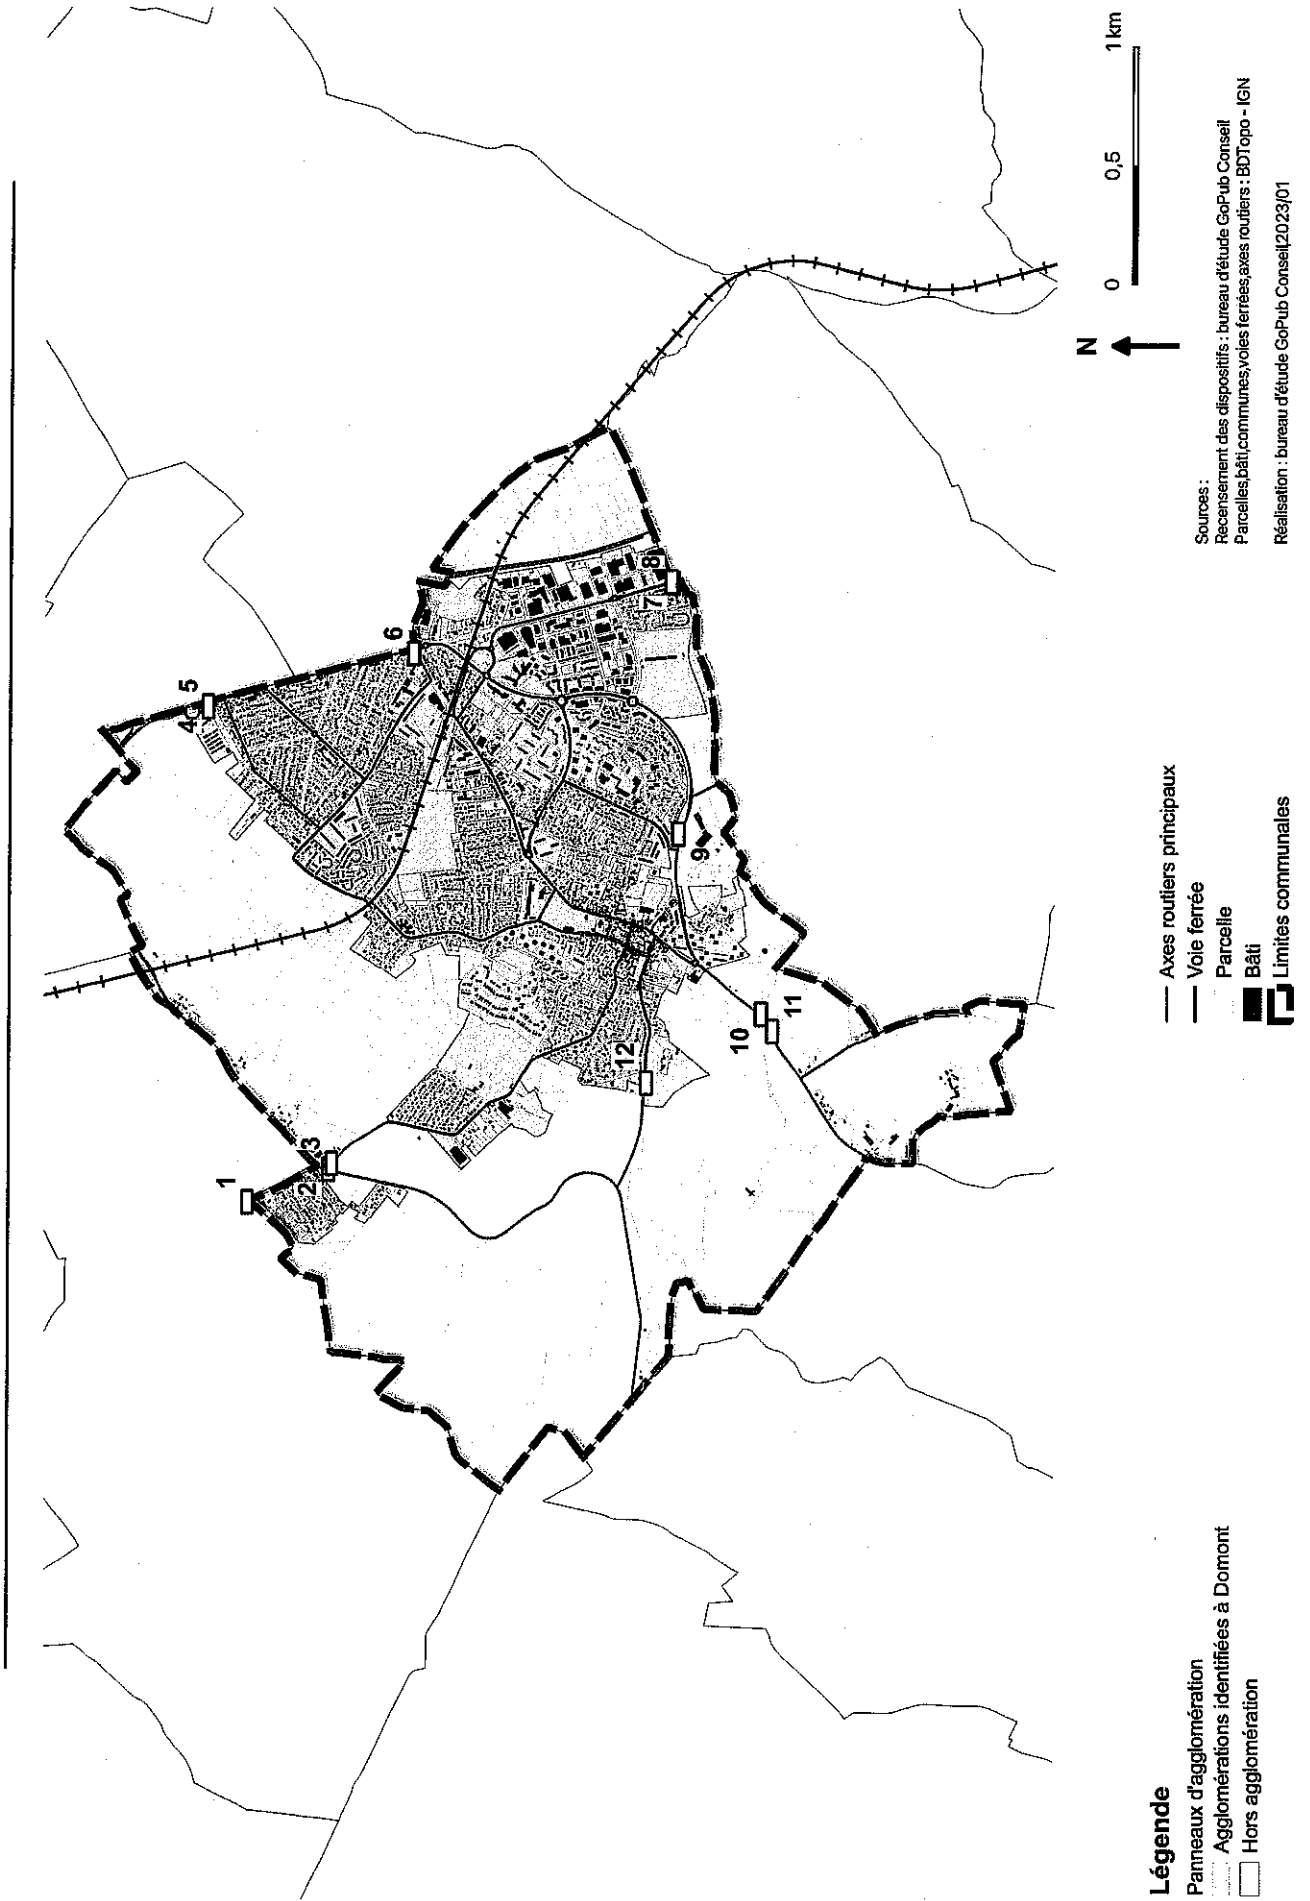 1
2
3
4
5
6
7
8
9
10
11
12
Légende
Panneaux d'agglomération
Agglomérations identifiées à Domont
Hors agglomération
Axes routiers principaux
Voie ferrée
Parcelle
Bâti
Limites communales
N
0 0,5 1 km
Sources :
Recensement des dispositifs : bureau d'étude GoPub Conseil
Parcelles,bâti,communes,voies ferrées,axes routiers : BDTopo - IGN
Réalisation : bureau d'étude GoPub Conseil,2023/01